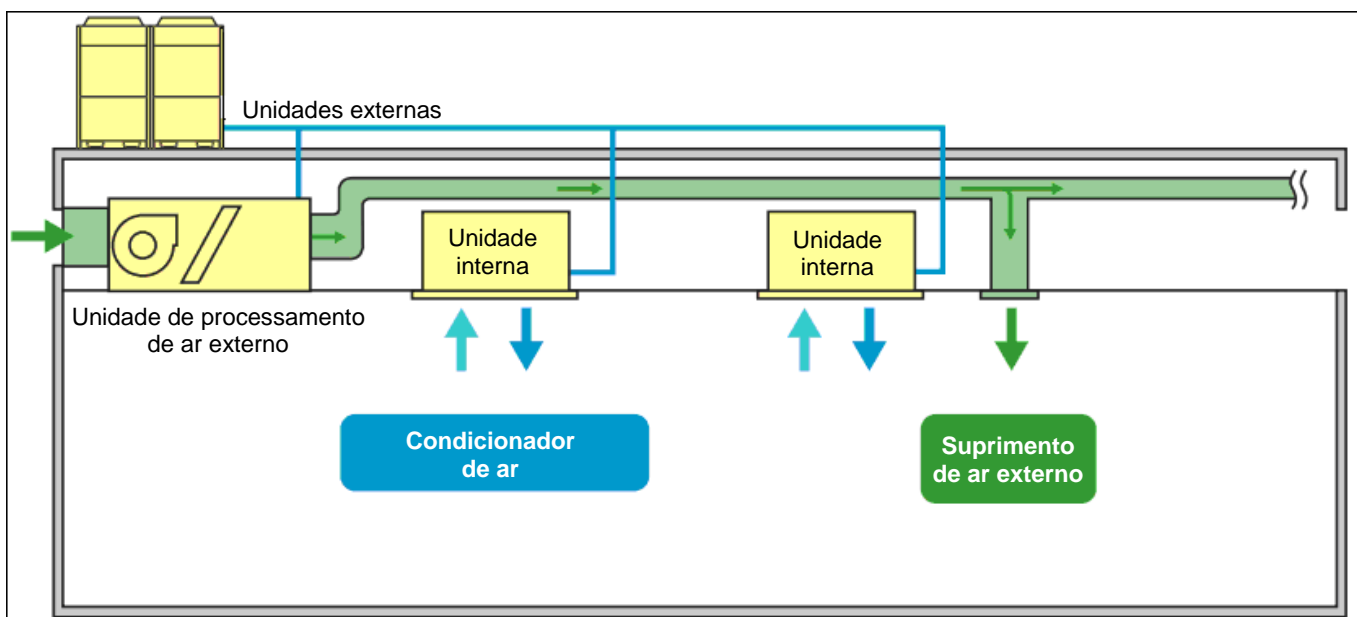 Unidades externas
Unidade
interna
Unidade
interna
Unidade de processamento
de ar externo
Condicionador
de ar
Suprimento
de ar externo